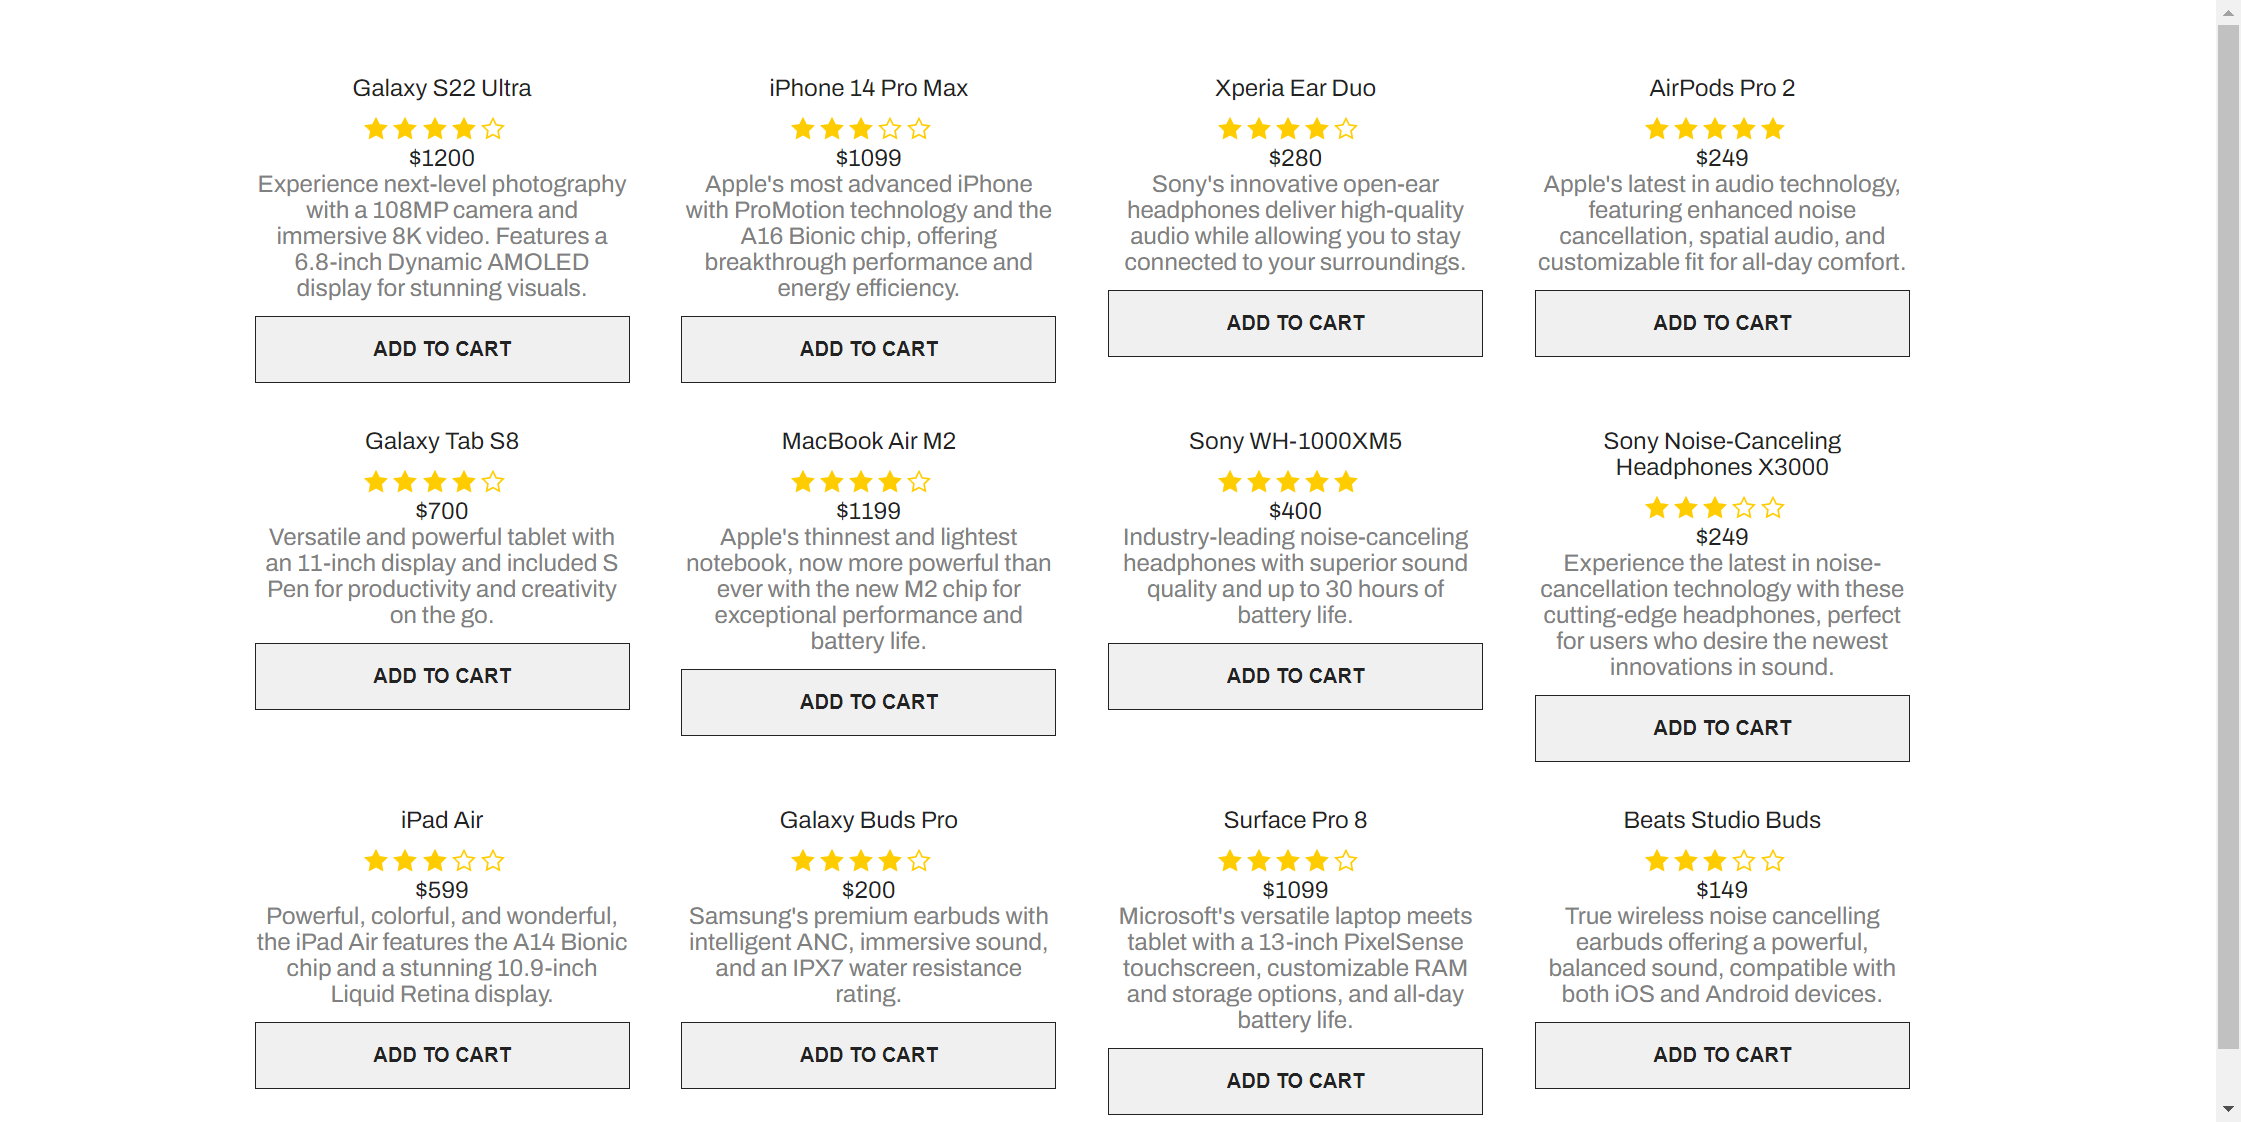 Galaxy S22 Ultra
$1200
Experience next-level photography
with a 108MP camera and
immersive 8K video. Features a
6.8-inch Dynamic AMOLED
display for stunning visuals.
ADD TO CART
iPhone 14 Pro Max
$1099
Apple's most advanced iPhone
with ProMotion technology and the
A16 Bionic chip, offering
breakthrough performance and
energy efficiency.
ADD TO CART
Xperia Ear Duo
$280
Sony's innovative open-ear
headphones deliver high-quality
audio while allowing you to stay
connected to your surroundings.
ADD TO CART
AirPods Pro 2
$249
Apple's latest in audio technology,
featuring enhanced noise
cancellation, spatial audio, and
customizable fit for all-day comfort.
ADD TO CART
Galaxy Tab S8
$700
Versatile and powerful tablet with
an 11-inch display and included S
Pen for productivity and creativity
on the go.
ADD TO CART
MacBook Air M2
$1199
Apple's thinnest and lightest
notebook, now more powerful than
ever with the new M2 chip for
exceptional performance and
battery life.
ADD TO CART
Sony WH-1000XM5
$400
Industry-leading noise-canceling
headphones with superior sound
quality and up to 30 hours of
battery life.
ADD TO CART
Sony Noise-Canceling
Headphones X3000
$249
Experience the latest in noise-
cancellation technology with these
cutting-edge headphones, perfect
for users who desire the newest
innovations in sound.
ADD TO CART
iPad Air
$599
Powerful, colorful, and wonderful,
the iPad Air features the A14 Bionic
chip and a stunning 10.9-inch
Liquid Retina display.
ADD TO CART
Galaxy Buds Pro
$200
Samsung's premium earbuds with
intelligent ANC, immersive sound,
and an IPX7 water resistance
rating.
ADD TO CART
Surface Pro 8
$1099
Microsoft's versatile laptop meets
tablet with a 13-inch PixelSense
touchscreen, customizable RAM
and storage options, and all-day
battery life.
ADD TO CART
Beats Studio Buds
$149
True wireless noise cancelling
earbuds offering a powerful,
balanced sound, compatible with
both iOS and Android devices.
ADD TO CART